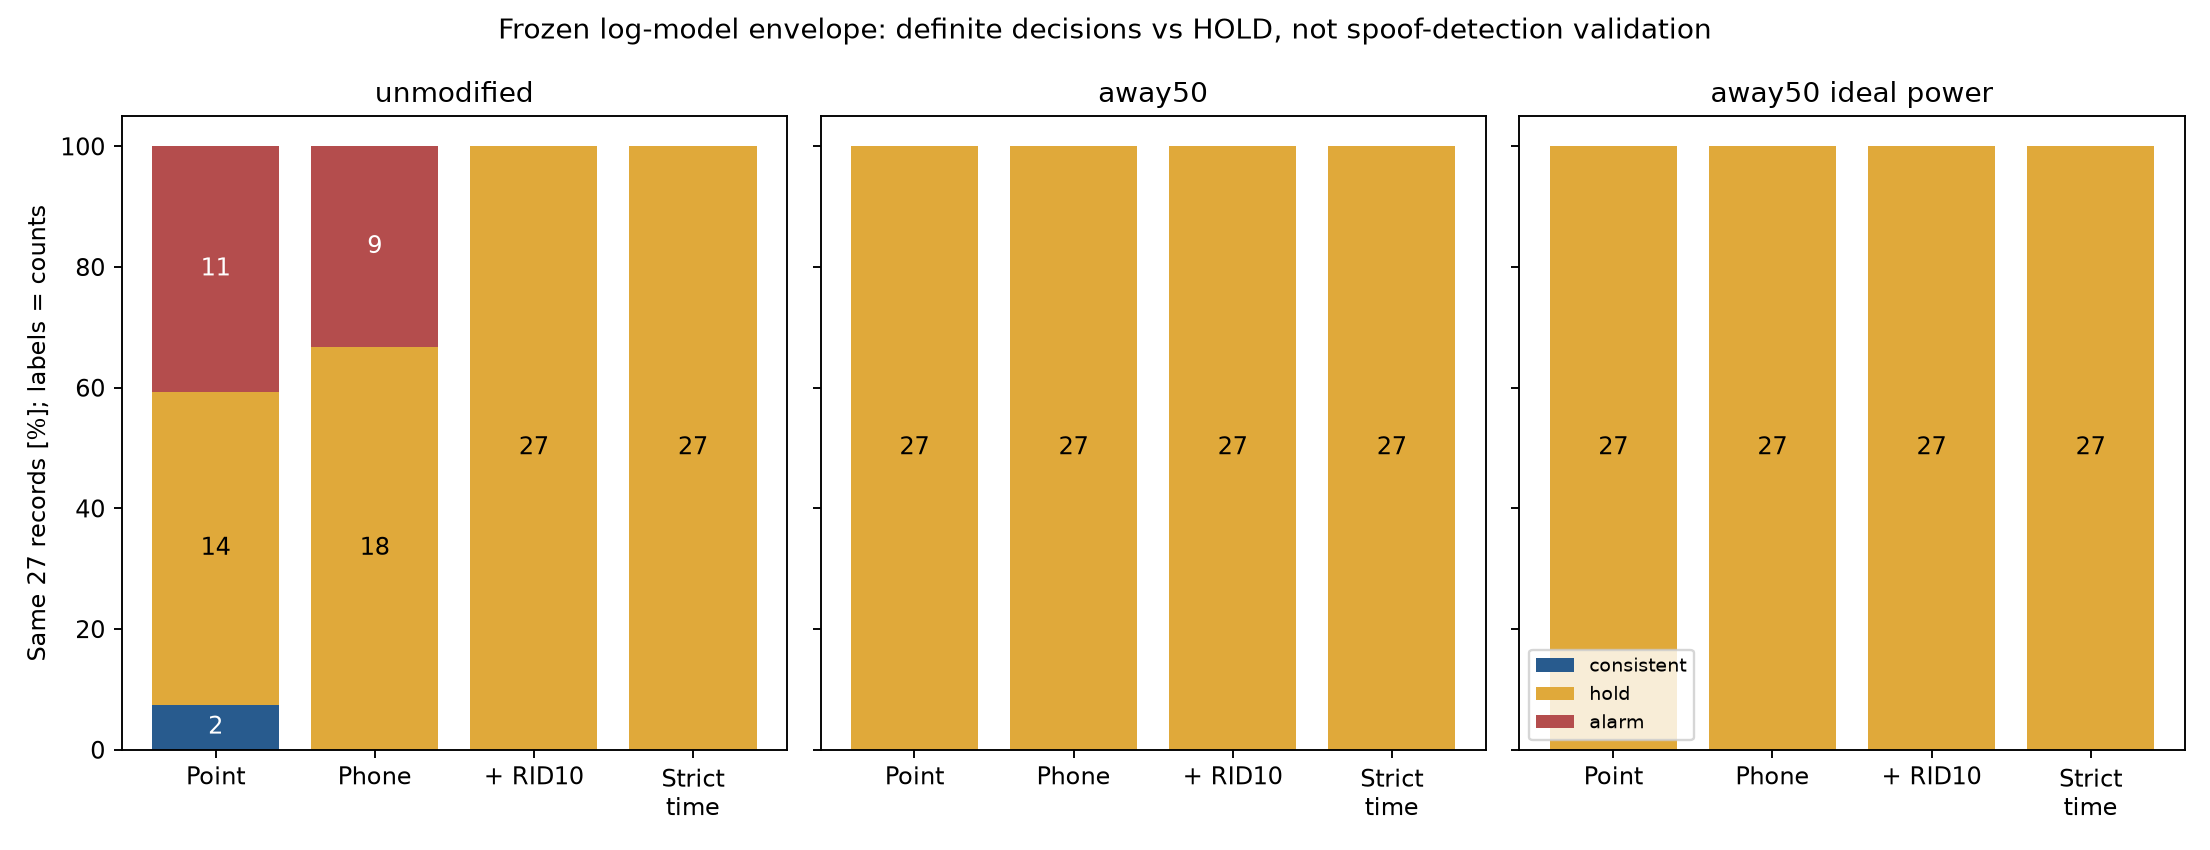 Frozen log-model envelope: definite decisions vs HOLD, not spoof-detection validation
unmodified
away50
away50 ideal power
Same 27 records [%]; labels = counts
100
80
60
40
20
0
11
14
2
9
18
27
27
27
27
27
27
27
27
27
27
consistent
hold
alarm
Point
Phone
+ RID10
Strict
time
Point
Phone
+ RID10
Strict
time
Point
Phone
+ RID10
Strict
time